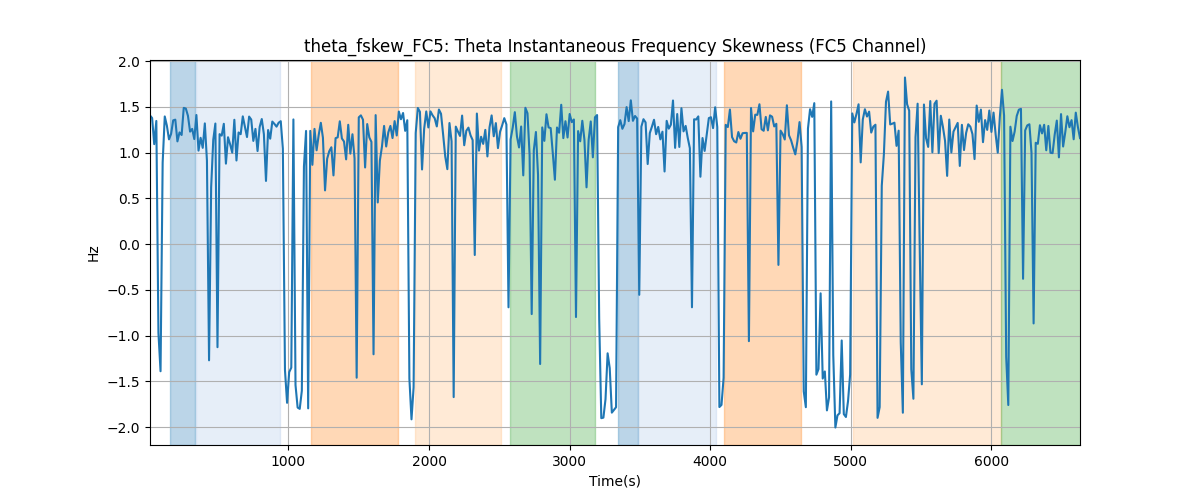 theta_fskew_FC5: Theta Instantaneous Frequency Skewness (FC5 Channel)
2.0
1.5
1.0
0.5
0.0
−0.5
−1.0
−1.5
−2.0
Hz
1000 2000 3000 4000 5000 6000
Time(s)